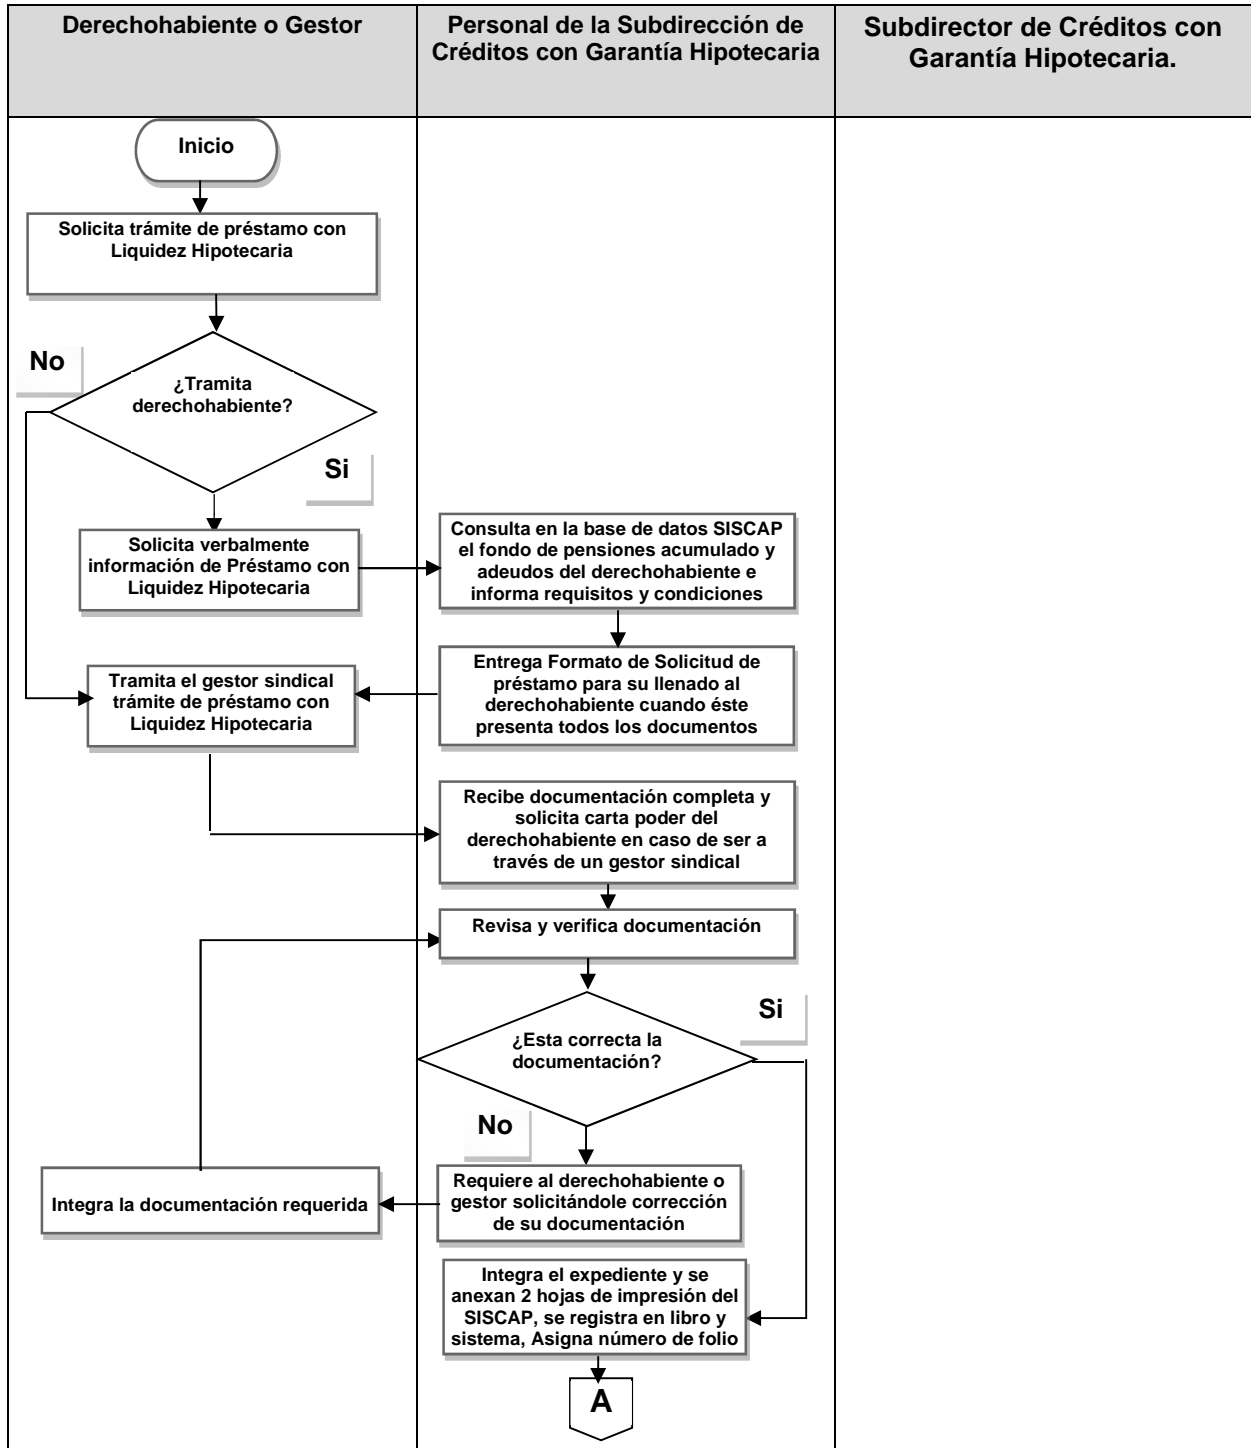 Derechohabiente o Gestor
Personal de la Subdirección de
Créditos con Garantía Hipotecaria
Subdirector de Créditos con
Garantía Hipotecaria.
Inicio
Solicita trámite de préstamo con
Liquidez Hipotecaria
No
¿Tramita
derechohabiente?
Si
Solicita verbalmente
información de Préstamo con
Liquidez Hipotecaria
Consulta en la base de datos SISCAP
el fondo de pensiones acumulado y
adeudos del derechohabiente e
informa requisitos y condiciones
Entrega Formato de Solicitud de
préstamo para su llenado al
derechohabiente cuando éste
presenta todos los documentos
Tramita el gestor sindical
trámite de préstamo con
Liquidez Hipotecaria
Recibe documentación completa y
solicita carta poder del
derechohabiente en caso de ser a
través de un gestor sindical
Revisa y verifica documentación
¿Esta correcta la
documentación?
Si
No
Requiere al derechohabiente o
gestor solicitándole corrección
de su documentación
Integra la documentación requerida
Integra el expediente y se
anexan 2 hojas de impresión del
SISCAP, se registra en libro y
sistema, Asigna número de folio
A